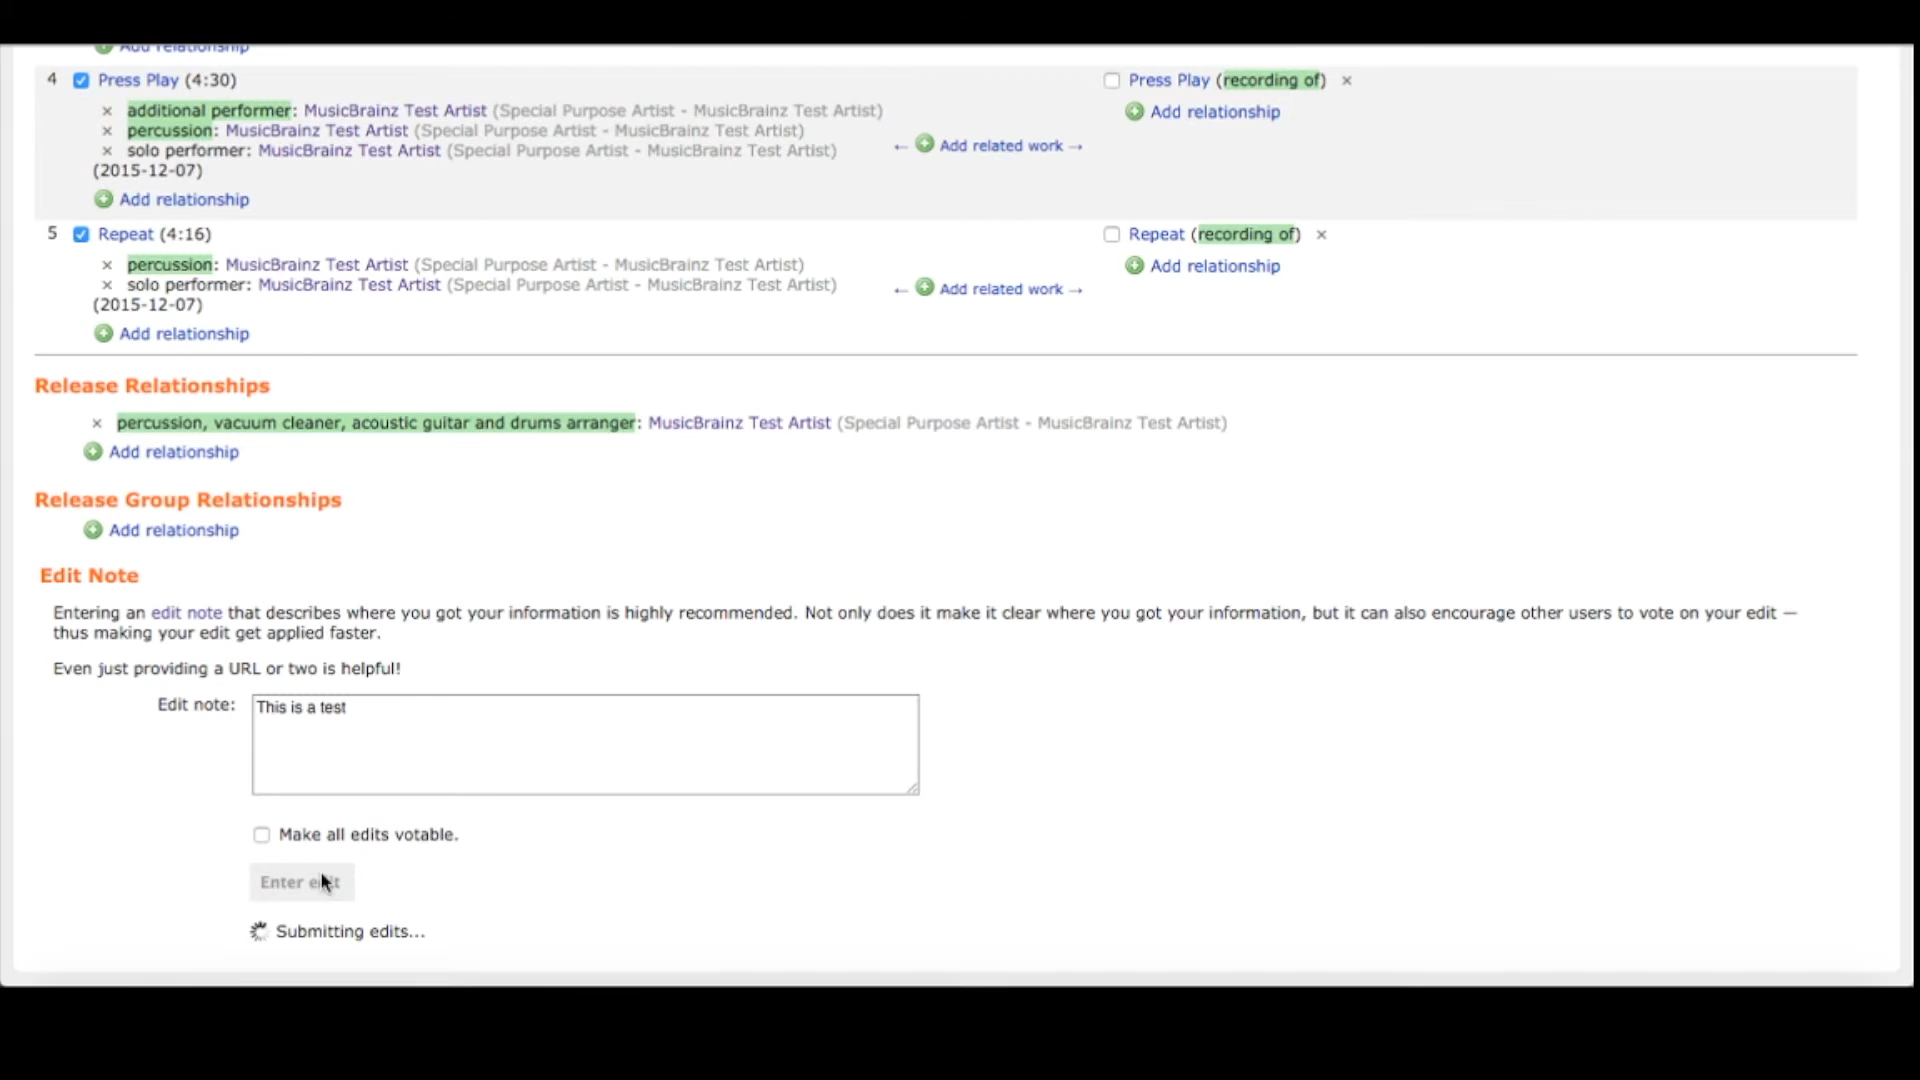 Add relationship
4 Press Play (4:30)
× additional performer: MusicBrainz Test Artist (Special Purpose Artist - MusicBrainz Test Artist)
× percussion: MusicBrainz Test Artist (Special Purpose Artist - MusicBrainz Test Artist)
× solo performer: MusicBrainz Test Artist (Special Purpose Artist - MusicBrainz Test Artist)
(2015-12-07)
Add relationship
← Add related work →
Press Play (recording of) ×
Add relationship
5 Repeat (4:16)
× percussion: MusicBrainz Test Artist (Special Purpose Artist - MusicBrainz Test Artist)
× solo performer: MusicBrainz Test Artist (Special Purpose Artist - MusicBrainz Test Artist)
(2015-12-07)
Add relationship
← Add related work →
Repeat (recording of) ×
Add relationship
Release Relationships
× percussion, vacuum cleaner, acoustic guitar and drums arranger: MusicBrainz Test Artist (Special Purpose Artist - MusicBrainz Test Artist)
Add relationship
Release Group Relationships
Add relationship
Edit Note
Entering an edit note that describes where you got your information is highly recommended. Not only does it make it clear where you got your information, but it can also encourage other users to vote on your edit —
thus making your edit get applied faster.
Even just providing a URL or two is helpful!
Edit note: This is a test
Make all edits votable.
Enter edit
Submitting edits...